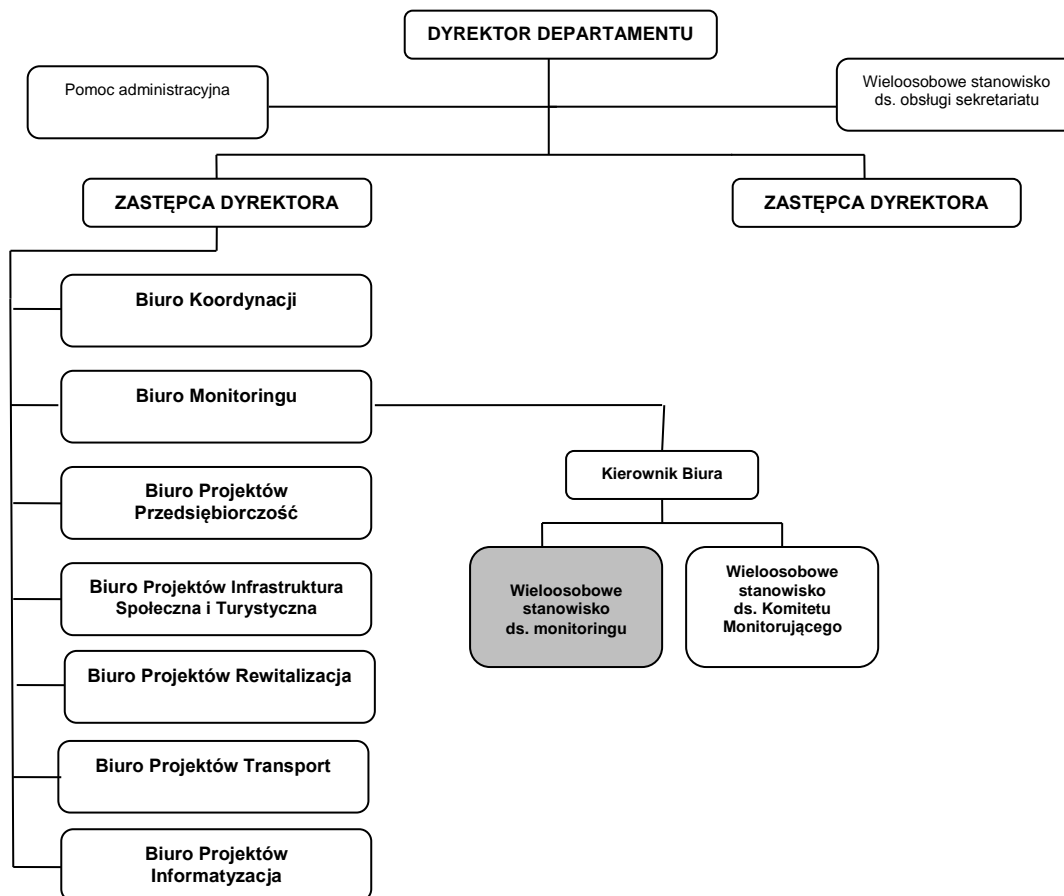 DYREKTOR DEPARTAMENTU
Pomoc administracyjna
Wieloosobowe stanowisko
ds. obsługi sekretariatu
ZASTĘPCA DYREKTORA
ZASTĘPCA DYREKTORA
Biuro Koordynacji
Biuro Monitoringu
Kierownik Biura
Biuro Projektów
Przedsiębiorczość
Wieloosobowe
stanowisko
ds. monitoringu
Wieloosobowe
stanowisko
ds. Komitetu
Monitorującego
Biuro Projektów Infrastruktura
Społeczna i Turystyczna
Biuro Projektów Rewitalizacja
Biuro Projektów Transport
Biuro Projektów
Informatyzacja